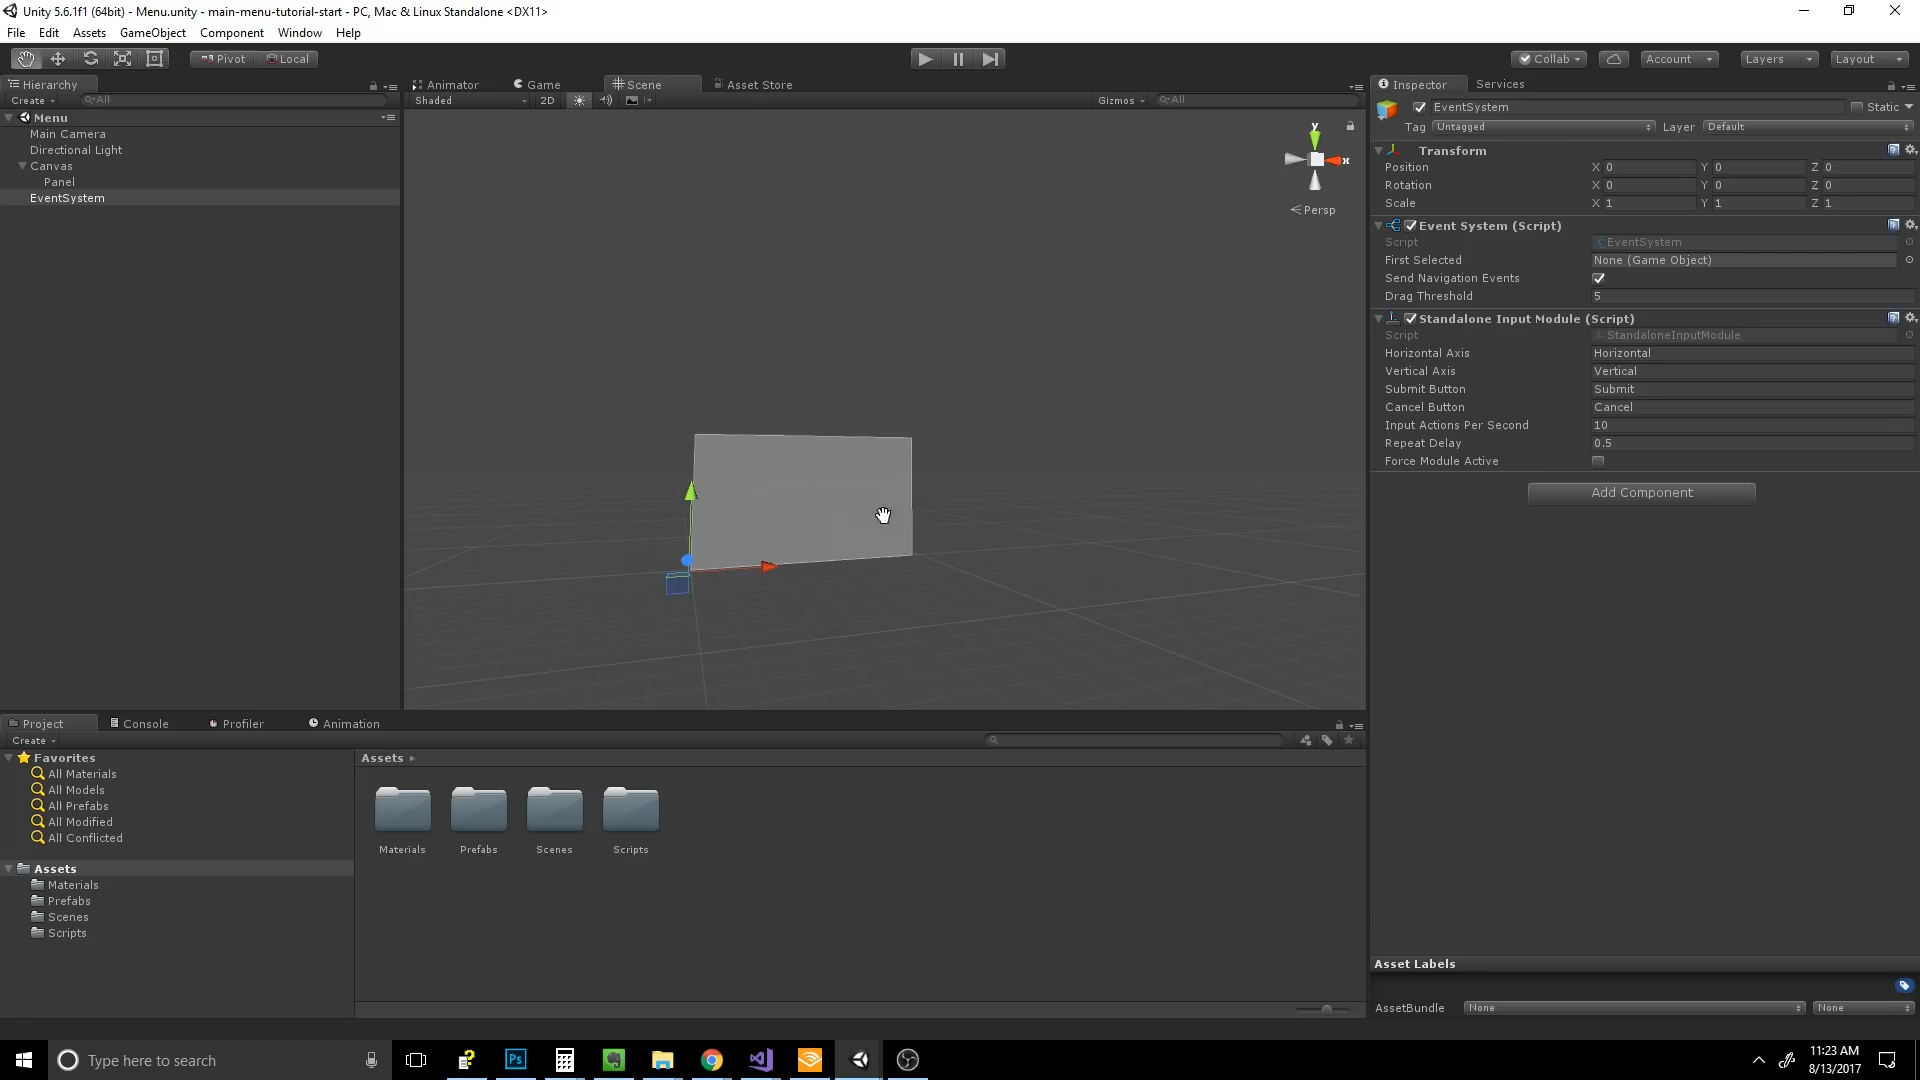 Unity 5.6.1f1 (64bit) - Menu.unity - main-menu-tutorial-start - PC, Mac & Linux Standalone <DX11>
File Edit Assets GameObject Component Window Help
Pivot Local Collab Account Layers Layout
Hierarchy
Create All
Menu
Main Camera
Directional Light
Canvas
Panel
EventSystem
Animator Game Scene Asset Store
Shaded 2D Gizmos All
y
x
Persp
Inspector Services
EventSystem Static
Tag Untagged Layer Default
Transform
Position X 0 Y 0 Z 0
Rotation X 0 Y 0 Z 0
Scale X 1 Y 1 Z 1
Event System (Script)
Script EventSystem
First Selected None (Game Object)
Send Navigation Events
Drag Threshold 5
Standalone Input Module (Script)
Script StandaloneInputModule
Horizontal Axis Horizontal
Vertical Axis Vertical
Submit Button Submit
Cancel Button Cancel
Input Actions Per Second 10
Repeat Delay 0.5
Force Module Active
Add Component
Project Console Profiler Animation
Create
Favorites
All Materials
All Models
All Prefabs
All Modified
All Conflicted
Assets
Materials
Prefabs
Scenes
Scripts
Assets
Materials Prefabs Scenes Scripts
Asset Labels
AssetBundle None None
Type here to search
Ps
11:23 AM
8/13/2017